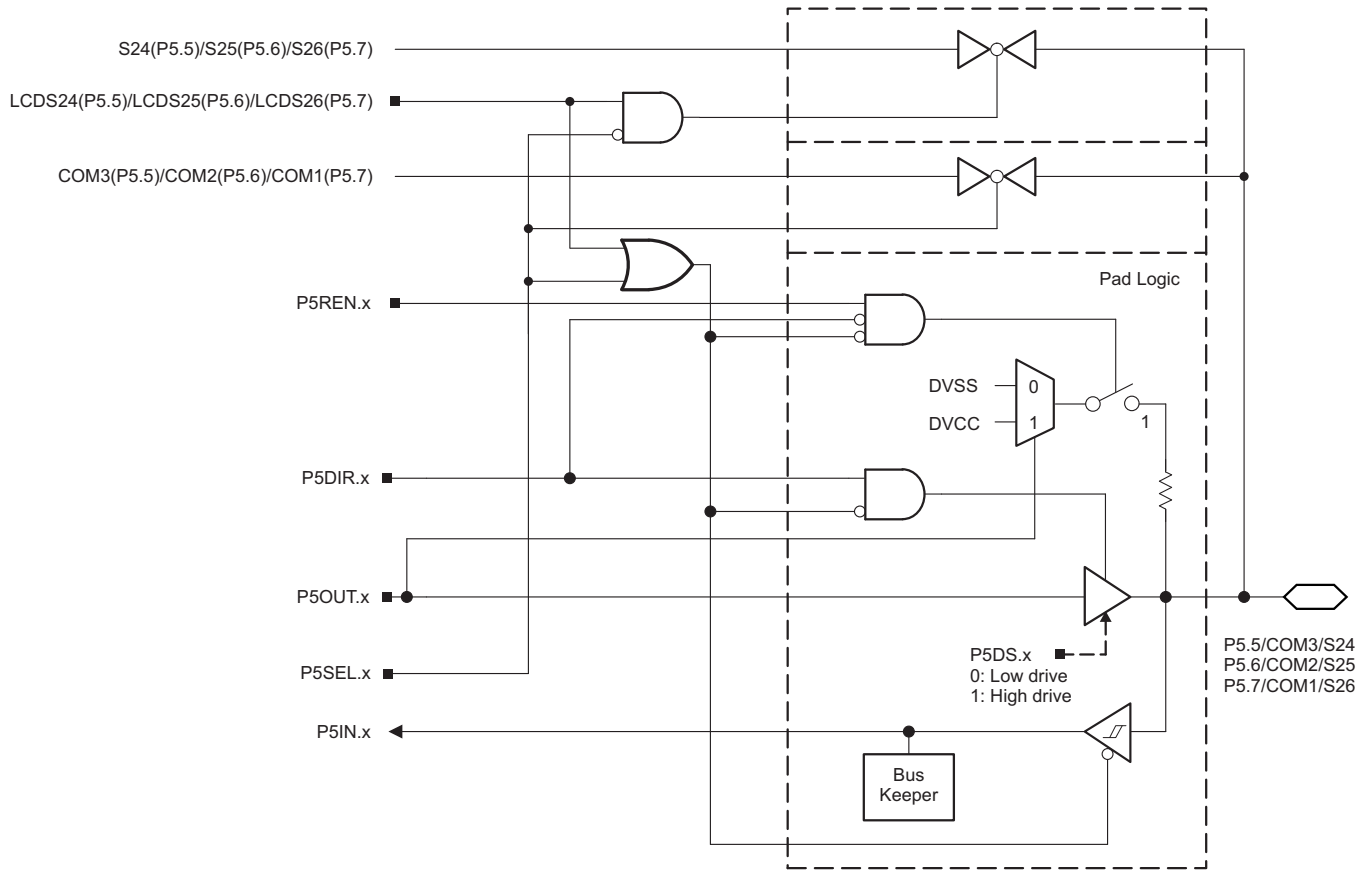 S24(P5.5)/S25(P5.6)/S26(P5.7)
LCDS24(P5.5)/LCDS25(P5.6)/LCDS26(P5.7)
COM3(P5.5)/COM2(P5.6)/COM1(P5.7)
Pad Logic
P5REN.x
DVSS
0
DVCC
1
1
P5DIR.x
P5OUT.x
P5DS.x
0: Low drive
1: High drive
P5.5/COM3/S24
P5.6/COM2/S25
P5.7/COM1/S26
P5SEL.x
P5IN.x
Bus
Keeper